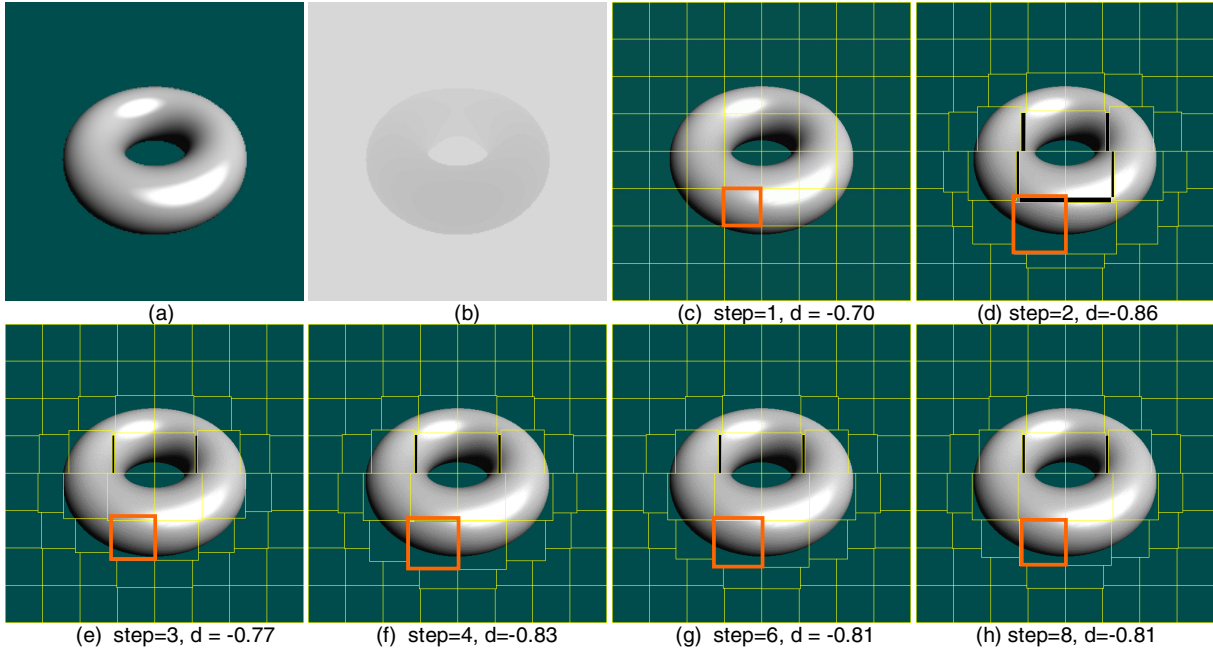 (a)
(b)
(c) step=1, d = -0.70
(d) step=2, d=-0.86
(e) step=3, d = -0.77
(f) step=4, d=-0.83
(g) step=6, d=-0.81
(h) step=8, d=-0.81